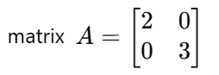 matrix A = [2 0
0 3]